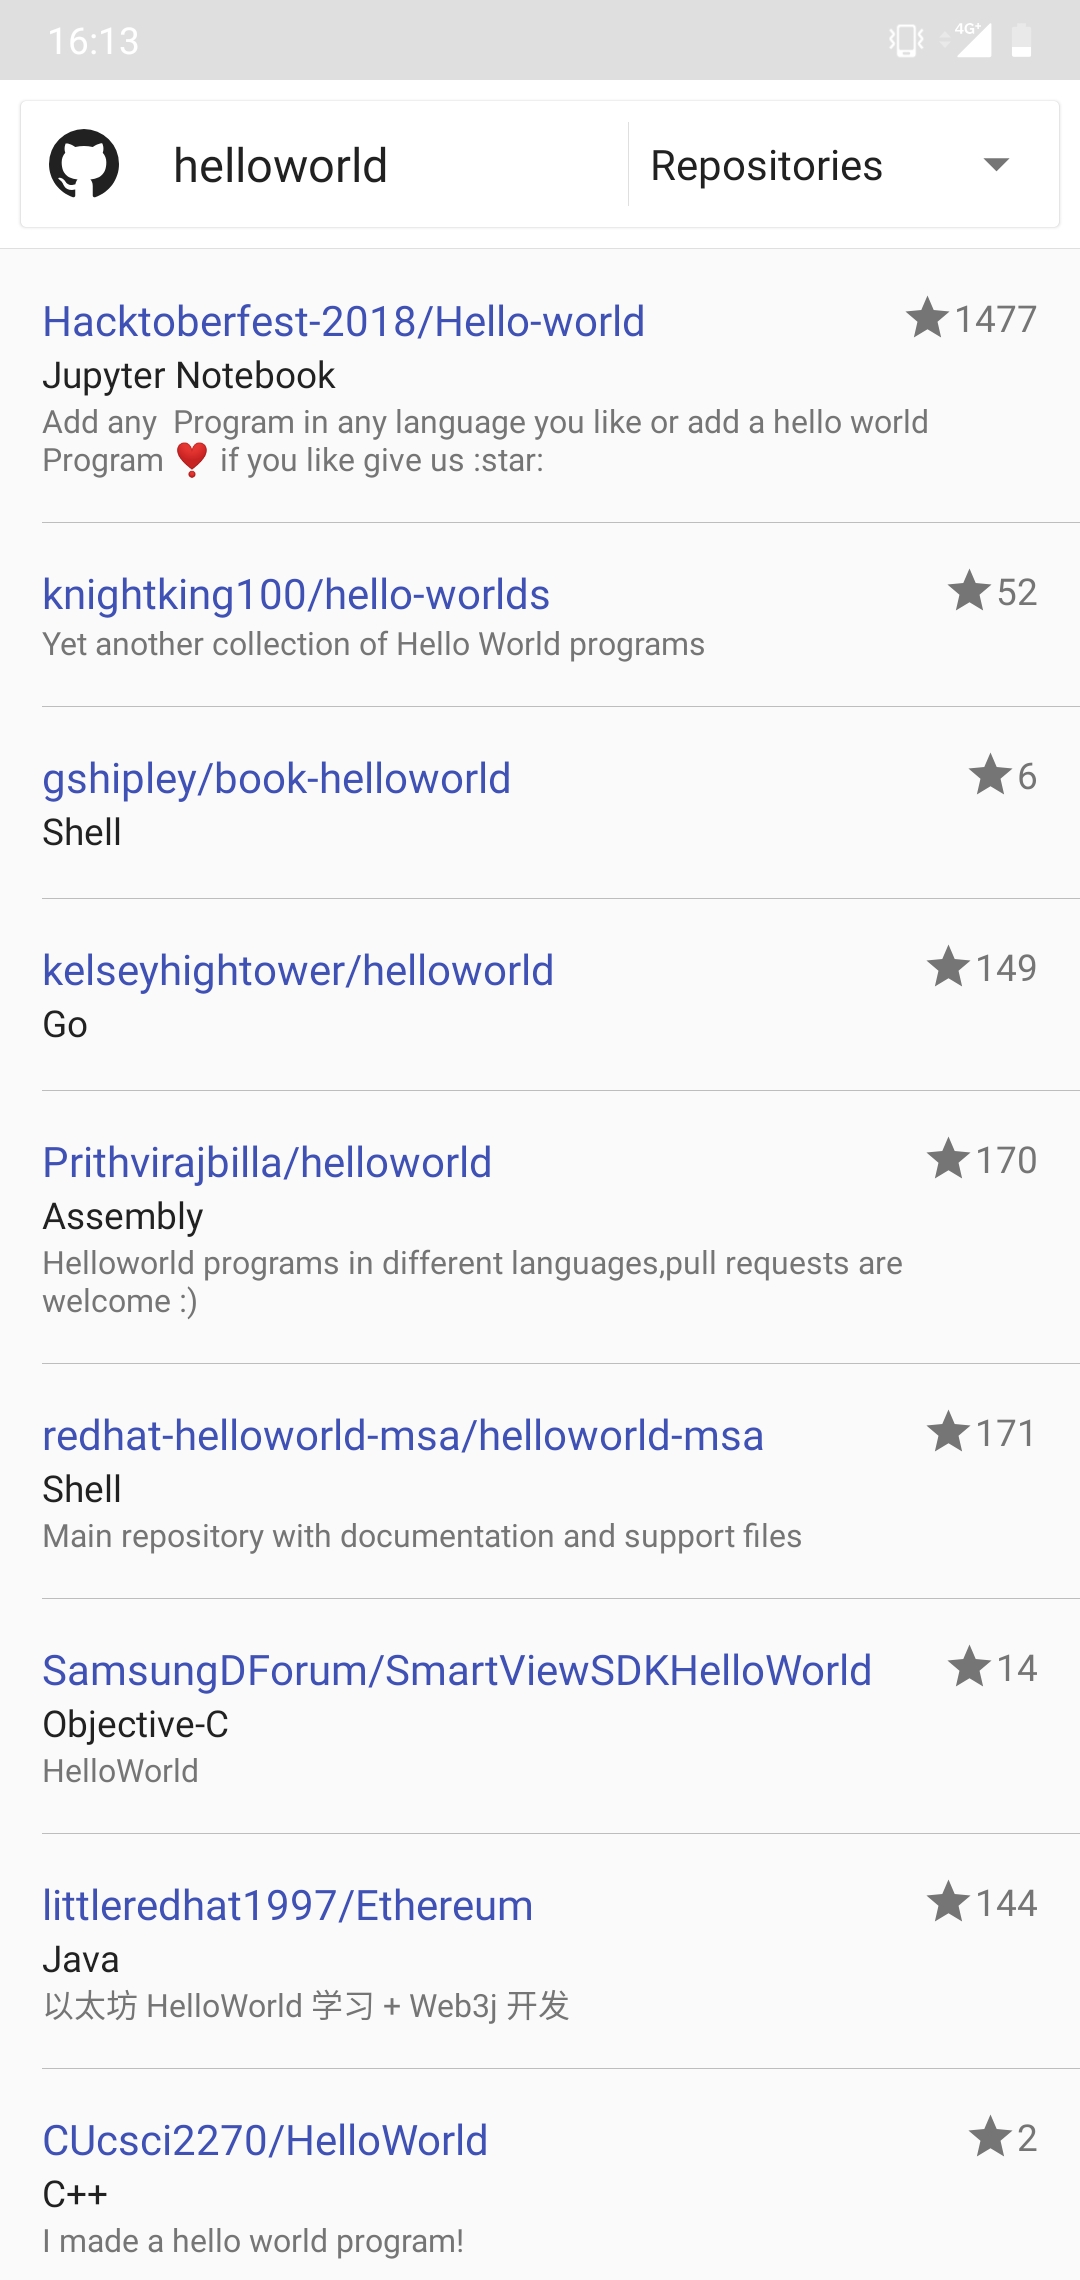 16:13
4G+
helloworld
Repositories
Hacktoberfest-2018/Hello-world
1477
Jupyter Notebook
Add any  Program in any language you like or add a hello world
Program ❣️ if you like give us :star:
knightking100/hello-worlds
52
Yet another collection of Hello World programs
gshipley/book-helloworld
6
Shell
kelseyhightower/helloworld
149
Go
Prithvirajbilla/helloworld
170
Assembly
Helloworld programs in different languages,pull requests are
welcome :)
redhat-helloworld-msa/helloworld-msa
171
Shell
Main repository with documentation and support files
SamsungDForum/SmartViewSDKHelloWorld
14
Objective-C
HelloWorld
littleredhat1997/Ethereum
144
Java
以太坊 HelloWorld 学习 + Web3j 开发
CUcsci2270/HelloWorld
2
C++
I made a hello world program!